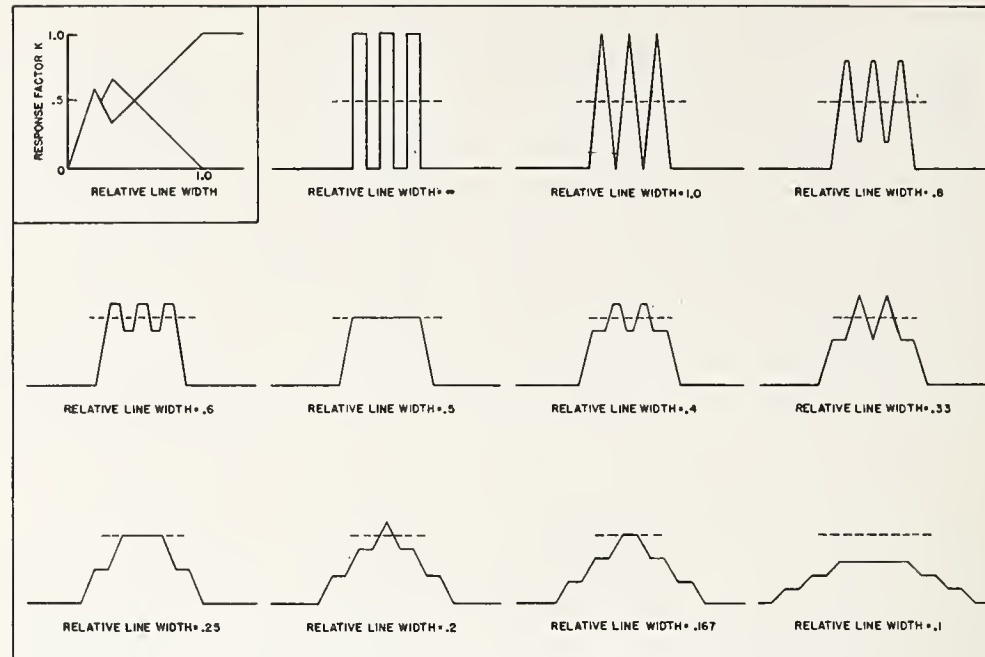 RESPONSE FACTOR K
1.0
.5
0
1.0
RELATIVE LINE WIDTH
RELATIVE LINE WIDTH=∞
RELATIVE LINE WIDTH=1.0
RELATIVE LINE WIDTH=.8
RELATIVE LINE WIDTH=.6
RELATIVE LINE WIDTH=.5
RELATIVE LINE WIDTH=.4
RELATIVE LINE WIDTH=.33
RELATIVE LINE WIDTH=.25
RELATIVE LINE WIDTH=.2
RELATIVE LINE WIDTH=.167
RELATIVE LINE WIDTH=.1